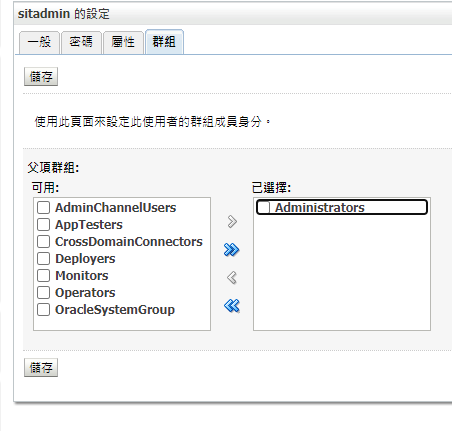 sitadmin 的設定
一般 密碼 屬性 群組
儲存
使用此頁面來設定此使用者的群組成員身分。
父項群組:
可用:
AdminChannelUsers
AppTesters
CrossDomainConnectors
Deployers
Monitors
Operators
OracleSystemGroup
已選擇:
Administrators
儲存